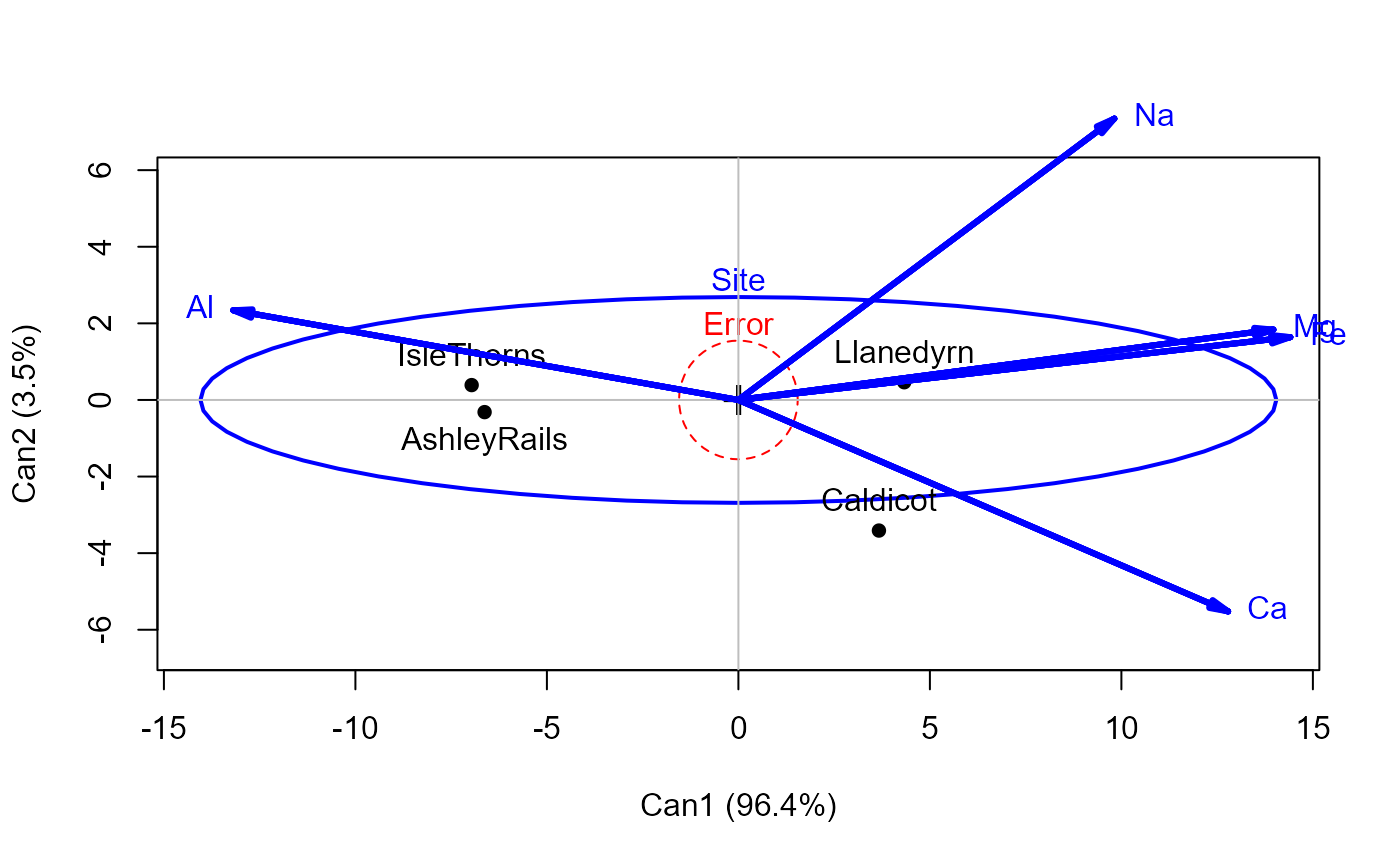 Na
6
4
Site
Al
2
Error
Mg
Fe
IsleThorns
Llanedyrn
Can2 (3.5%)
0
AshleyRails
-2
Caldicot
-4
Ca
-6
-15 -10 -5 0 5 10 15
Can1 (96.4%)